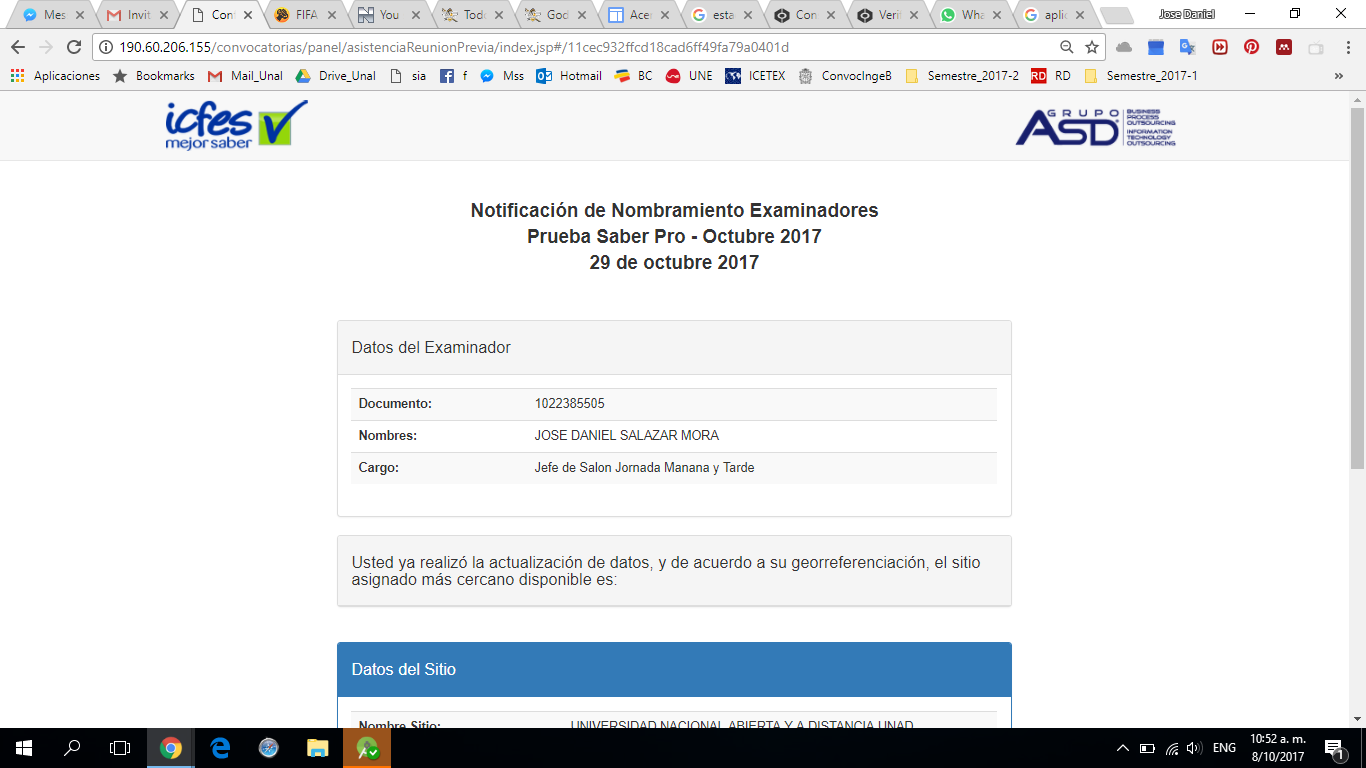 Mes
Invit
Conf
FIFA
You
Todo
God
Ace
esta
Con
Veri
Wha
aplic
Jose Daniel
190.60.206.155/convocatorias/panel/asistenciaReunionPrevia/index.jsp#/11cec932ffcd18cad6ff49fa79a0401d
Aplicaciones Bookmarks Mail_Unal Drive_Unal sia f Mss Hotmail BC UNE ICETEX ConvocIngeB Semestre_2017-2 RD RD Semestre_2017-1 »
icfes
mejor saber
GRUPO
ASD
BUSINESS
PROCESS
OUTSOURCING
INFORMATION
TECHNOLOGY
OUTSOURCING
Notificación de Nombramiento Examinadores
Prueba Saber Pro - Octubre 2017
29 de octubre 2017
Datos del Examinador
Documento: 1022385505
Nombres: JOSE DANIEL SALAZAR MORA
Cargo: Jefe de Salon Jornada Manana y Tarde
Usted ya realizó la actualización de datos, y de acuerdo a su georreferenciación, el sitio
asignado más cercano disponible es:
Datos del Sitio
Nombre Sitio: UNIVERSIDAD NACIONAL ABIERTA Y A DISTANCIA UNAD
ENG
10:52 a. m.
8/10/2017
1